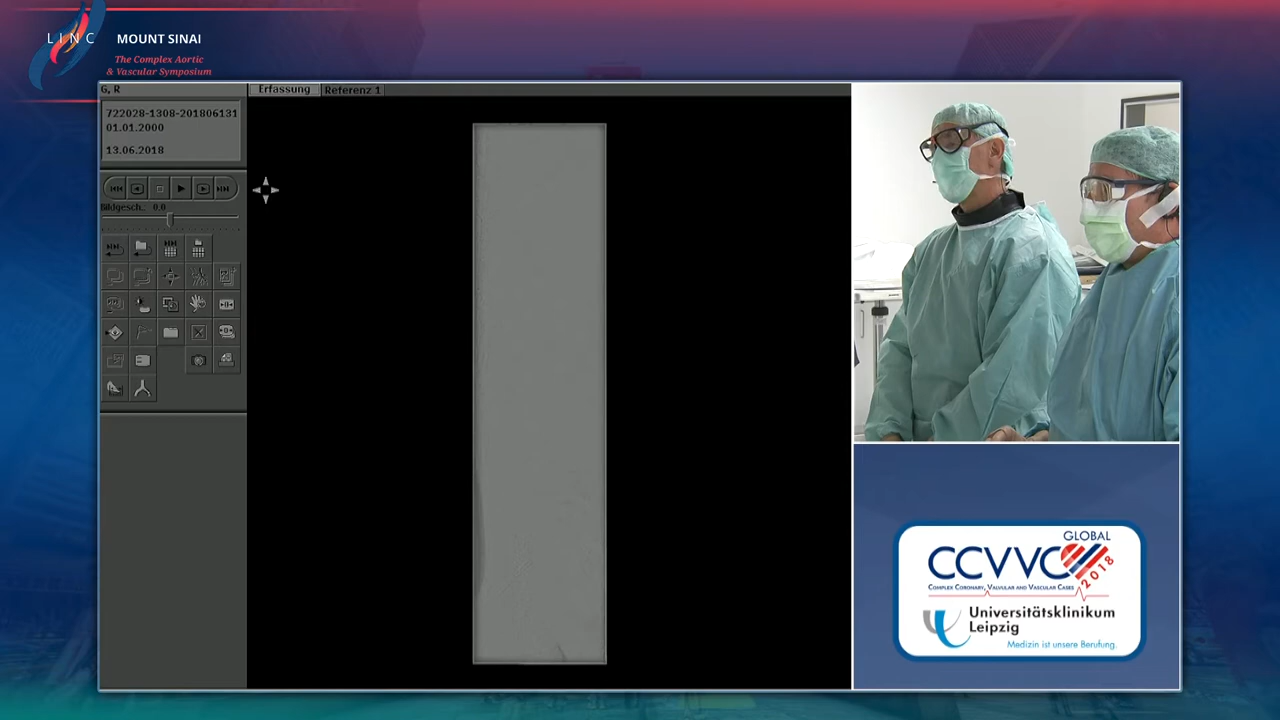 LINC
MOUNT SINAI
The Complex Aortic
& Vascular Symposium
G, R
Erfassung
Referenz 1
722028-1308-201806131
01.01.2000
13.06.2018
Bildgesch.: 0.0
GLOBAL
CCVVC
2018
COMPLEX CORONARY, VALVULAR AND VASCULAR CASES
Universitätsklinikum
Leipzig
Medizin ist unsere Berufung.